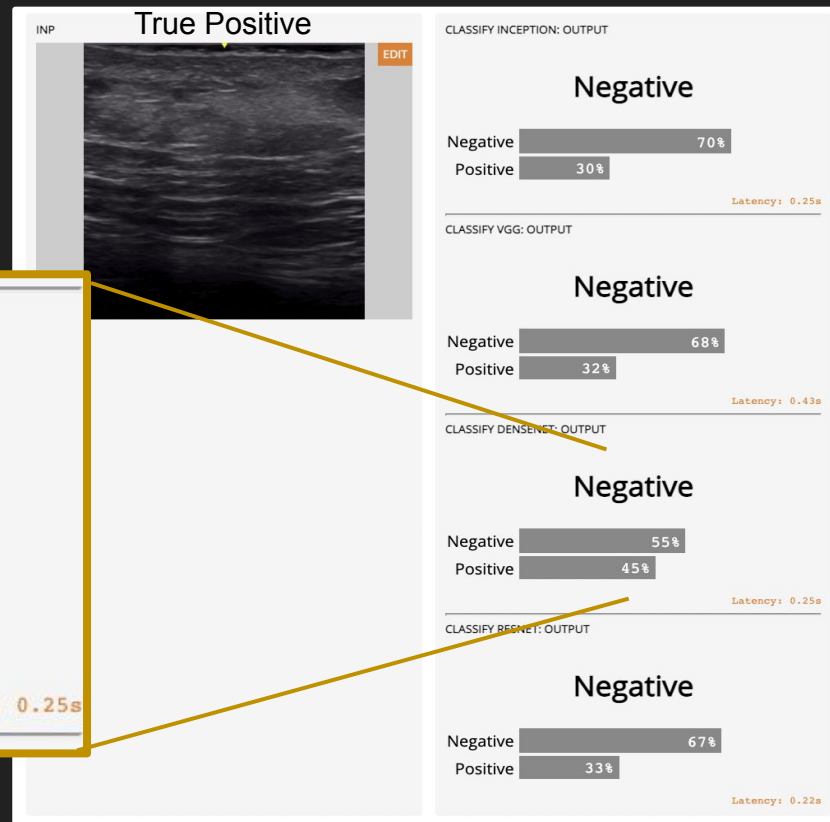 True Positive
INP
EDIT
0.25s
CLASSIFY INCEPTION: OUTPUT
Negative
Negative 70%
Positive 30%
Latency: 0.25s
CLASSIFY VGG: OUTPUT
Negative
Negative 68%
Positive 32%
Latency: 0.43s
CLASSIFY DENSENET: OUTPUT
Negative
Negative 55%
Positive 45%
Latency: 0.25s
CLASSIFY RESNET: OUTPUT
Negative
Negative 67%
Positive 33%
Latency: 0.22s